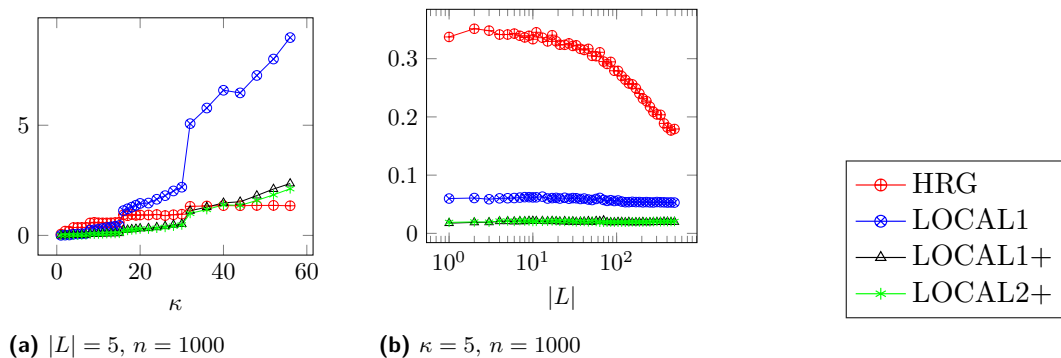 5
0
0
20
40
60
κ
(a) |L| = 5, n = 1000
0.3
0.2
0.1
0
10^0
10^1
10^2
|L|
(b) κ = 5, n = 1000
HRG
LOCAL1
LOCAL1+
LOCAL2+